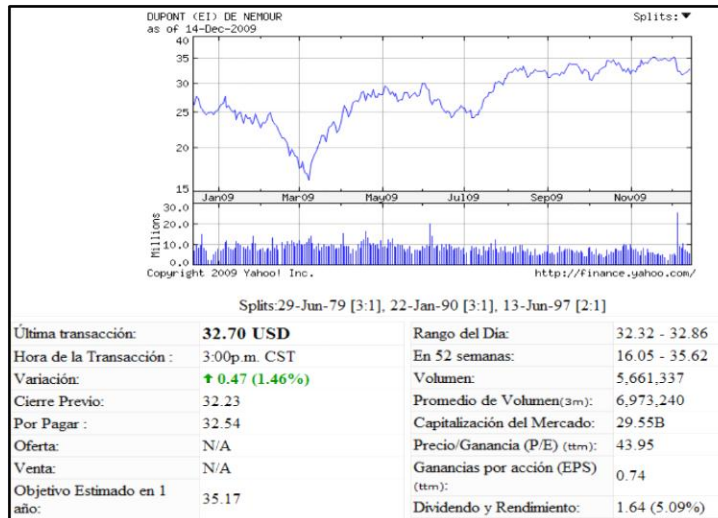 DUPONT (EI) DE NEMOUR
as of 14-Dec-2009
Splits:▼
40
35
30
25
20
15
Jan09 Mar09 May09 Jul09 Sep09 Nov09
Millions
30.0
20.0
10.0
0.0
Copyright 2009 Yahoo! Inc.
http://finance.yahoo.com/
Splits:29-Jun-79 [3:1], 22-Jan-90 [3:1], 13-Jun-97 [2:1]
Última transacción: 32.70 USD
Hora de la Transacción : 3:00p.m. CST
Variación: ↑ 0.47 (1.46%)
Cierre Previo: 32.23
Por Pagar : 32.54
Oferta: N/A
Venta: N/A
Objetivo Estimado en 1
año: 35.17
Rango del Día: 32.32 - 32.86
En 52 semanas: 16.05 - 35.62
Volumen: 5,661,337
Promedio de Volumen(3m): 6,973,240
Capitalización del Mercado: 29.55B
Precio/Ganancia (P/E) (ttm): 43.95
Ganancias por acción (EPS)
(ttm): 0.74
Dividendo y Rendimiento: 1.64 (5.09%)